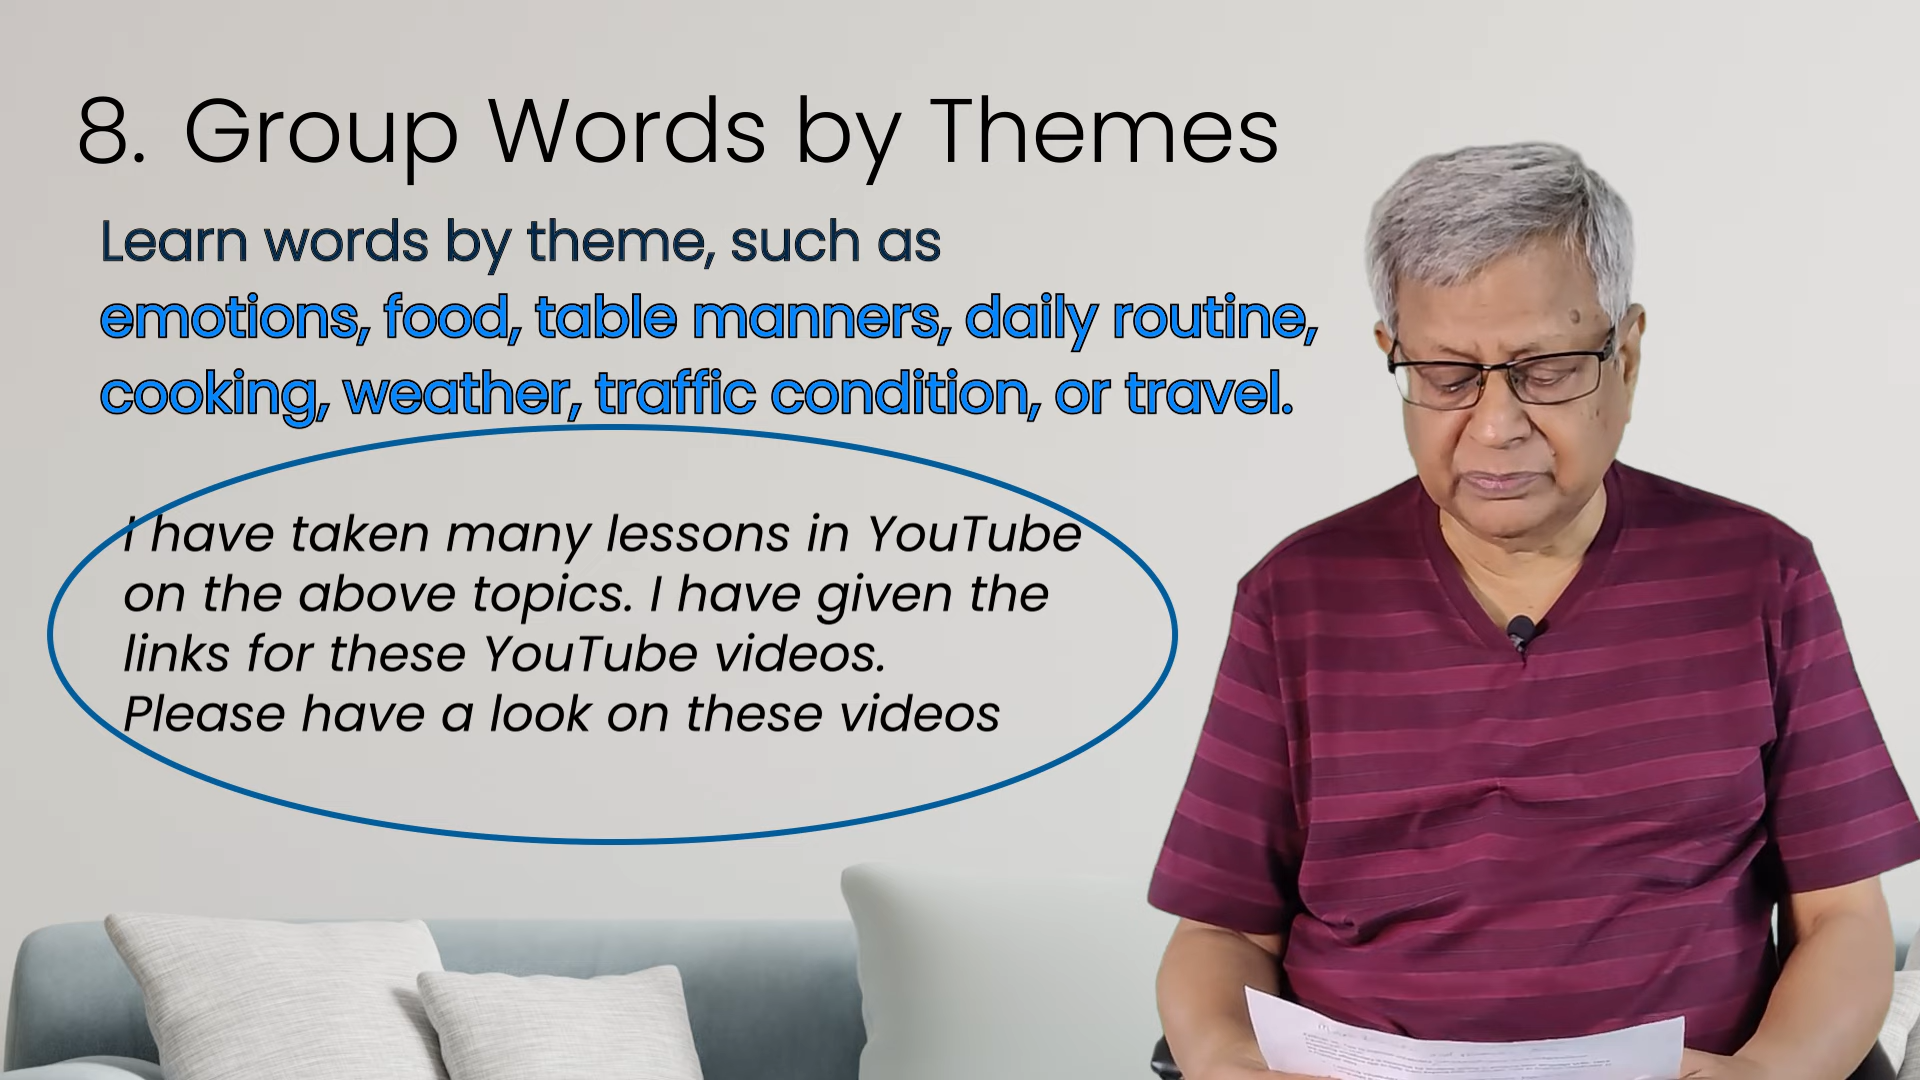 8. Group Words by Themes
Learn words by theme, such as
emotions, food, table manners, daily routine,
cooking, weather, traffic condition, or travel.
I have taken many lessons in YouTube
on the above topics. I have given the
links for these YouTube videos.
Please have a look on these videos